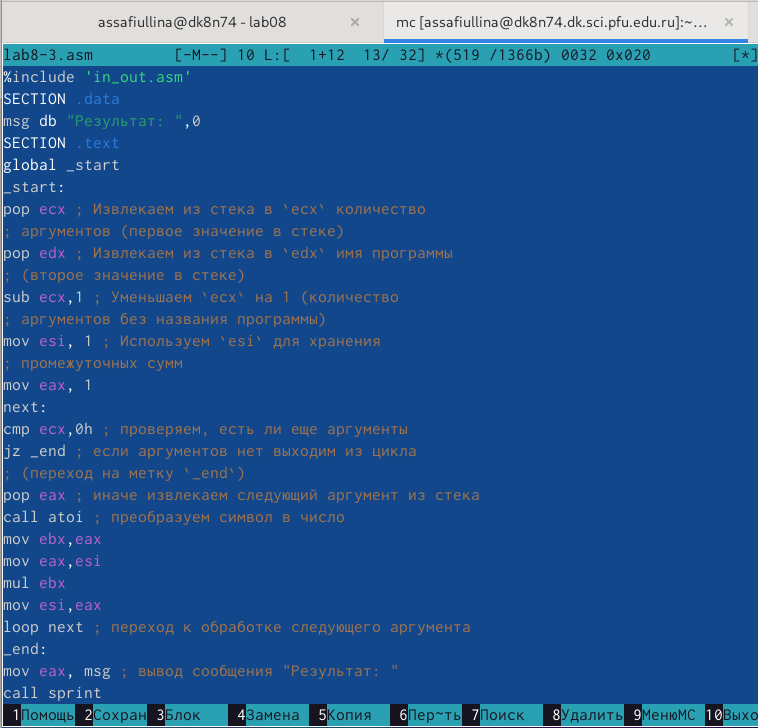 assafiullina@dk8n74 - lab08 ×
mc [assafiullina@dk8n74.dk.sci.pfu.edu.ru]:~... ×
lab8-3.asm [-M--] 10 L:[ 1+12 13/ 32] *(519 /1366b) 0032 0x020 [*]
%include 'in_out.asm'
SECTION .data
msg db "Результат: ",0
SECTION .text
global _start
_start:
pop ecx ; Извлекаем из стека в `ecx` количество
; аргументов (первое значение в стеке)
pop edx ; Извлекаем из стека в `edx` имя программы
; (второе значение в стеке)
sub ecx,1 ; Уменьшаем `ecx` на 1 (количество
; аргументов без названия программы)
mov esi, 1 ; Используем `esi` для хранения
; промежуточных сумм
mov eax, 1
next:
cmp ecx,0h ; проверяем, есть ли еще аргументы
jz _end ; если аргументов нет выходим из цикла
; (переход на метку `_end`)
pop eax ; иначе извлекаем следующий аргумент из стека
call atoi ; преобразуем символ в число
mov ebx,eax
mov eax,esi
mul ebx
mov esi,eax
loop next ; переход к обработке следующего аргумента
_end:
mov eax, msg ; вывод сообщения "Результат: "
call sprint
1Помощь 2Сохран 3Блок 4Замена 5Копия 6Пер~ть 7Поиск 8Удалить 9МенюМС 10Выхо